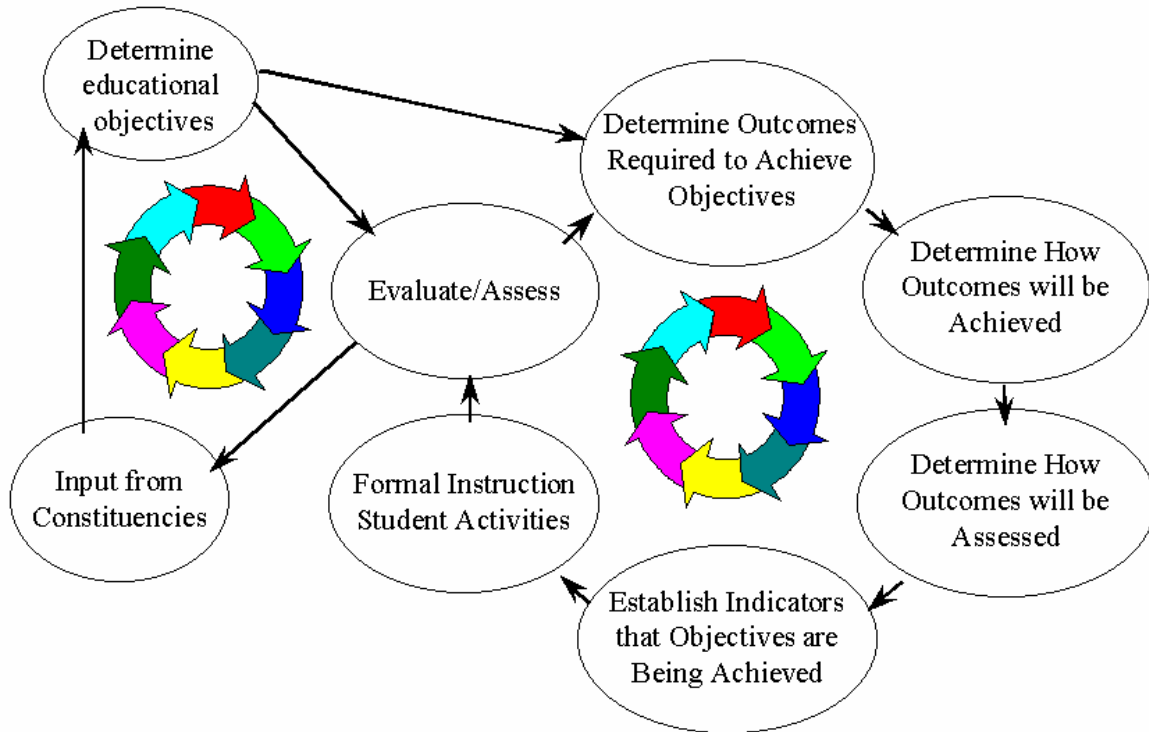 Determine
educational
objectives
Determine Outcomes
Required to Achieve
Objectives
Evaluate/Assess
Determine How
Outcomes will be
Achieved
Input from
Constituencies
Formal Instruction
Student Activities
Determine How
Outcomes will be
Assessed
Establish Indicators
that Objectives are
Being Achieved